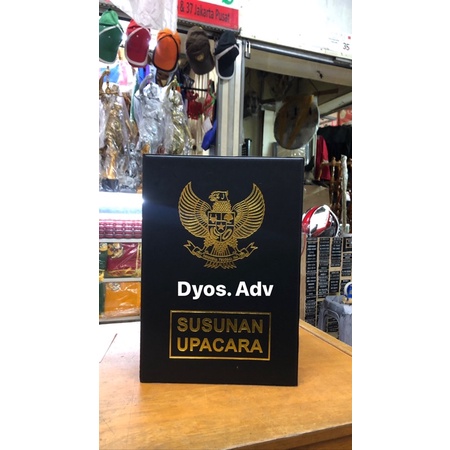 & 37 Jakarta Pusat
35
Dyos. Adv
SUSUNAN
UPACARA